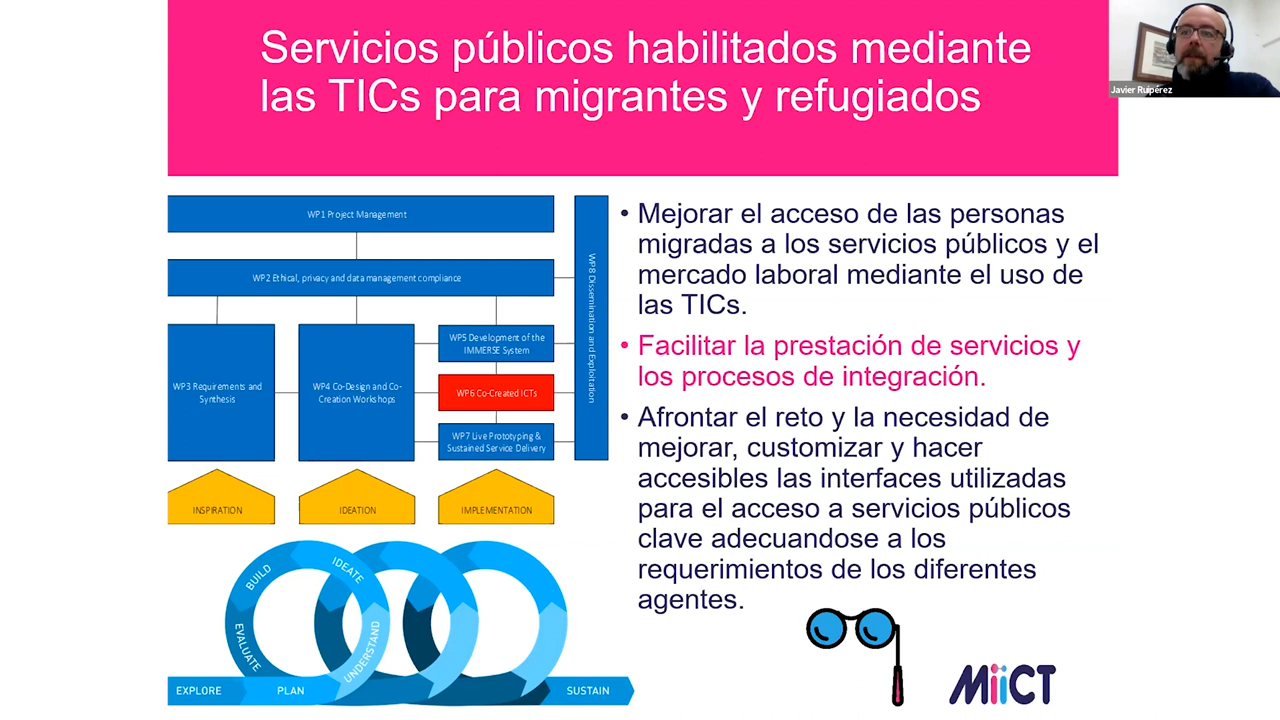 Servicios públicos habilitados mediante
las TICs para migrantes y refugiados
Javier Ruipérez
WP1 Project Management
WP2 Ethical, privacy and data management compliance
WP3 Requirements and
Synthesis
WP4 Co-Design and Co-
Creation Workshops
WP5 Development of the
IMMERSE System
WP6 Co-Created ICTs
WP7 Live Prototyping &
Sustained Service Delivery
WP8 Dissemination and Exploitation
INSPIRATION
IDEATION
IMPLEMENTATION
BUILD
IDEATE
EVALUATE
UNDERSTAND
EXPLORE
PLAN
SUSTAIN
• Mejorar el acceso de las personas
migradas a los servicios públicos y el
mercado laboral mediante el uso de
las TICs.
• Facilitar la prestación de servicios y
los procesos de integración.
• Afrontar el reto y la necesidad de
mejorar, customizar y hacer
accesibles las interfaces utilizadas
para el acceso a servicios públicos
clave adecuandose a los
requerimientos de los diferentes
agentes.
MiiCT